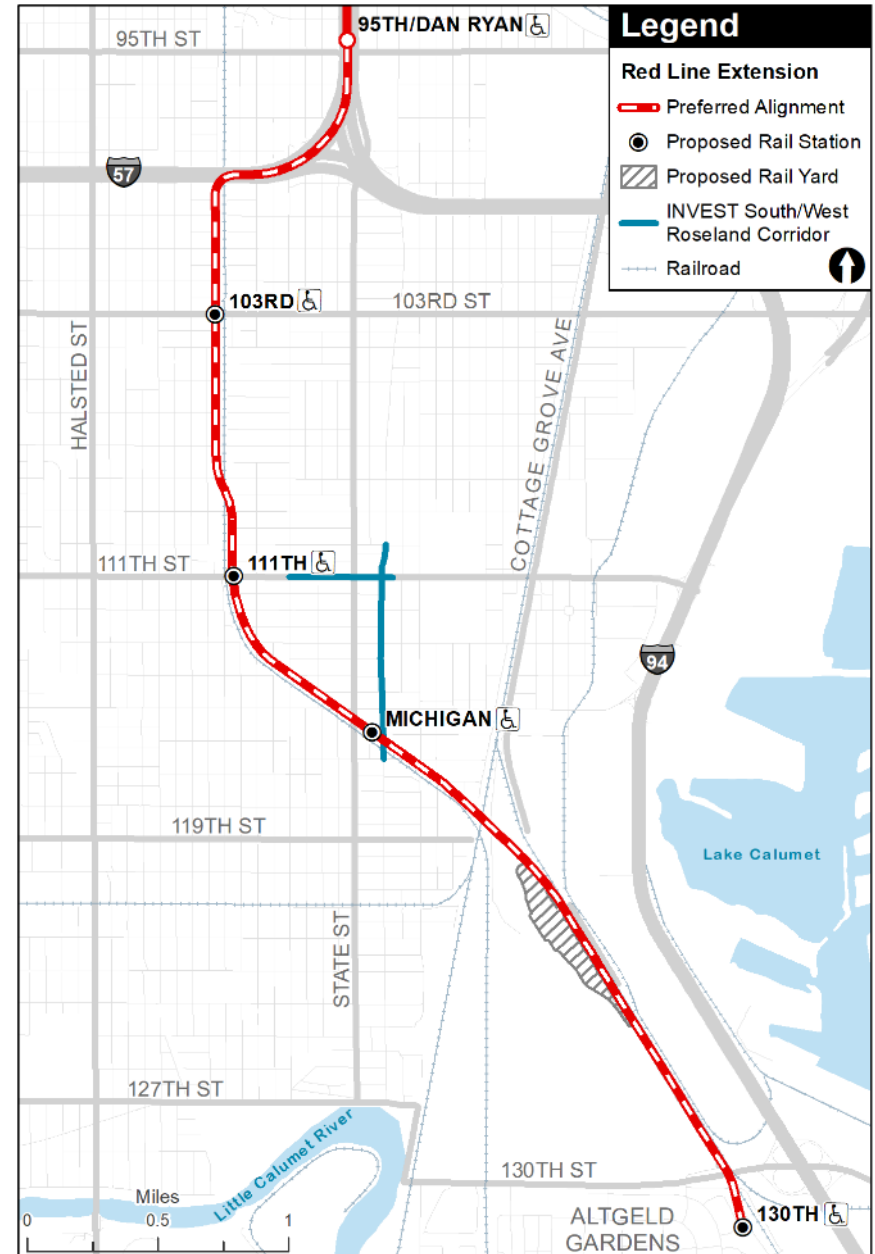 95TH/DAN RYAN
95TH ST
Legend
Red Line Extension
Preferred Alignment
Proposed Rail Station
Proposed Rail Yard
INVEST South/West
Roseland Corridor
Railroad
57
103RD
103RD ST
HALSTED ST
COTTAGE GROVE AVE
111TH ST
111TH
94
MICHIGAN
119TH ST
Lake Calumet
STATE ST
127TH ST
Little Calumet River
130TH ST
Miles
0 0.5 1
ALTGELD
GARDENS
130TH